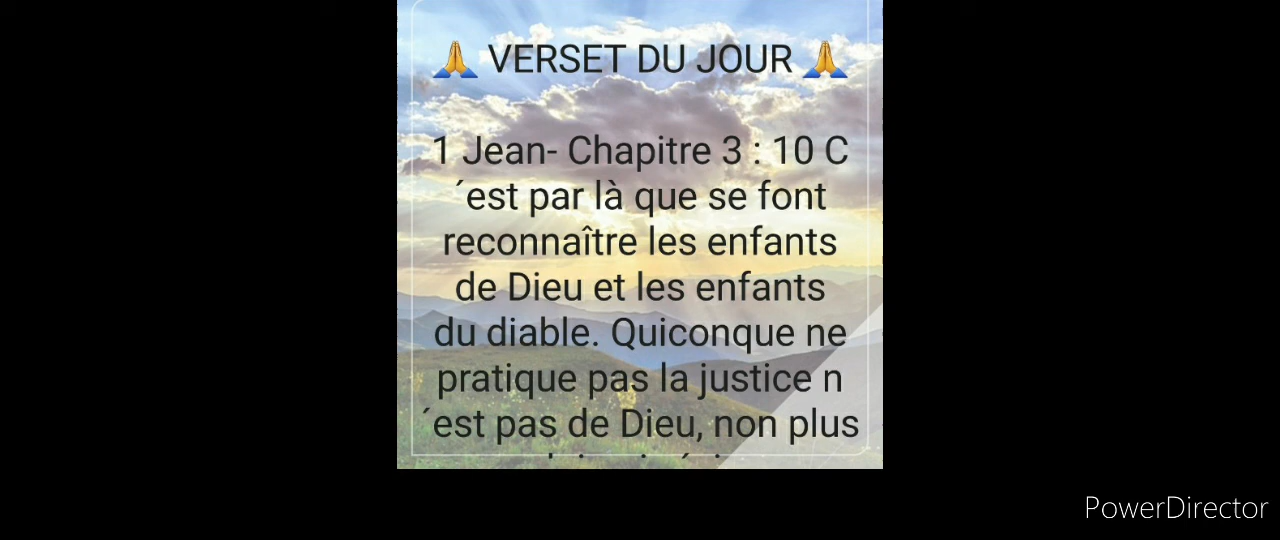 🙏 VERSET DU JOUR 🙏
1 Jean- Chapitre 3 : 10 C
´est par là que se font
reconnaître les enfants
de Dieu et les enfants
du diable. Quiconque ne
pratique pas la justice n
´est pas de Dieu, non plus
PowerDirector